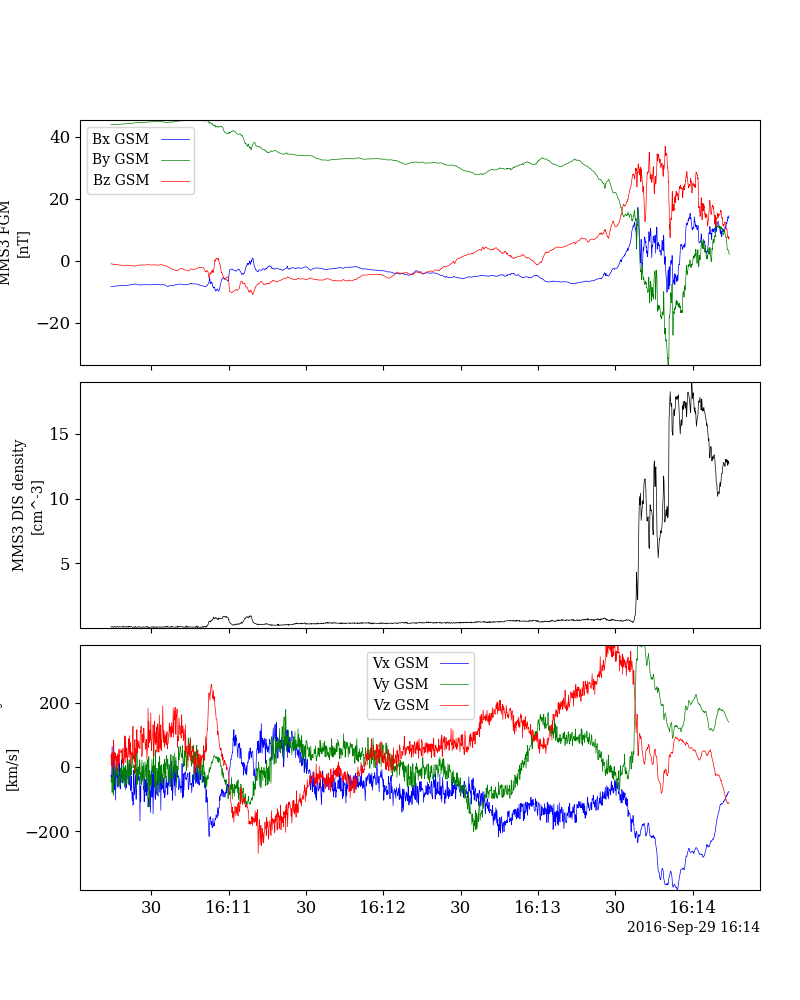 40
20
0
−20
MMS3 FGM
[nT]
Bx GSM
By GSM
Bz GSM
15
10
5
MMS3 DIS density
[cm^-3]
200
0
−200
[km/s]
Vx GSM
Vy GSM
Vz GSM
30
16:11
30
16:12
30
16:13
30
16:14
2016-Sep-29 16:14